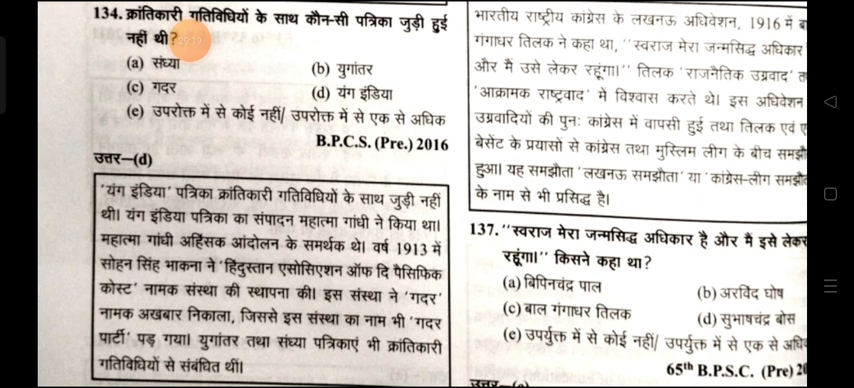 134. क्रांतिकारी गतिविधियों के साथ कौन-सी पत्रिका जुड़ी हुई
नहीं थी?
(a) संध्या
(b) युगांतर
(c) गदर
(d) यंग इंडिया
(e) उपरोक्त में से कोई नहीं/ उपरोक्त में से एक से अधिक
B.P.C.S. (Pre.) 2016
उत्तर—(d)
'यंग इंडिया' पत्रिका क्रांतिकारी गतिविधियों के साथ जुड़ी नहीं
थी। यंग इंडिया पत्रिका का संपादन महात्मा गांधी ने किया था।
महात्मा गांधी अहिंसक आंदोलन के समर्थक थे। वर्ष 1913 में
सोहन सिंह भाकना ने 'हिंदुस्तान एसोसिएशन ऑफ दि पैसिफिक
कोस्ट' नामक संस्था की स्थापना की। इस संस्था ने 'गदर'
नामक अखबार निकाला, जिससे इस संस्था का नाम भी 'गदर
पार्टी' पड़ गया। युगांतर तथा संध्या पत्रिकाएं भी क्रांतिकारी
गतिविधियों से संबंधित थीं।
भारतीय राष्ट्रीय कांग्रेस के लखनऊ अधिवेशन, 1916 में
गंगाधर तिलक ने कहा था, "स्वराज मेरा जन्मसिद्ध अधिकार
और मैं उसे लेकर रहूंगा।" तिलक 'राजनैतिक उग्रवाद'
'आक्रामक राष्ट्रवाद' में विश्वास करते थे। इस अधिवेशन
उग्रवादियों की पुनः कांग्रेस में वापसी हुई तथा तिलक एवं
बेसेंट के प्रयासों से कांग्रेस तथा मुस्लिम लीग के बीच
हुआ। यह समझौता 'लखनऊ समझौता' या 'कांग्रेस-लीग
के नाम से भी प्रसिद्ध है।
137. "स्वराज मेरा जन्मसिद्ध अधिकार है और मैं इसे लेकर
रहूंगा।" किसने कहा था?
(a) बिपिनचंद्र पाल
(b) अरविंद घोष
(c) बाल गंगाधर तिलक
(d) सुभाषचंद्र बोस
(e) उपर्युक्त में से कोई नहीं/ उपर्युक्त में से एक से
65th B.P.S.C. (Pre)